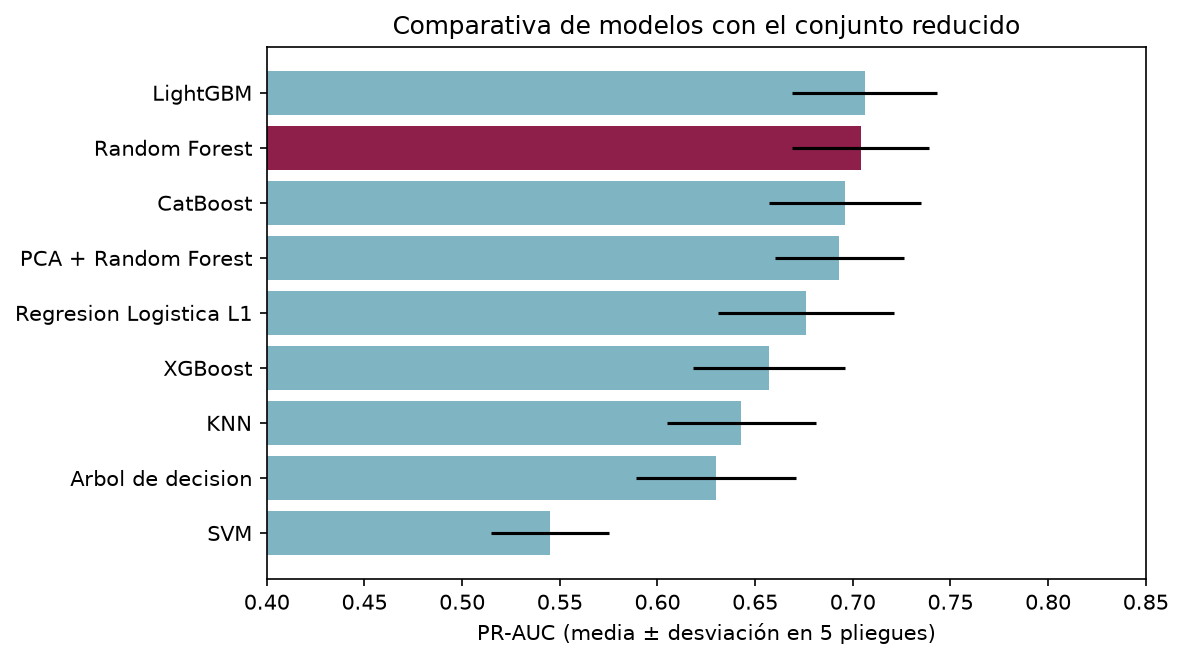 Comparativa de modelos con el conjunto reducido
LightGBM
Random Forest
CatBoost
PCA + Random Forest
Regresion Logistica L1
XGBoost
KNN
Arbol de decision
SVM
0.40 0.45 0.50 0.55 0.60 0.65 0.70 0.75 0.80 0.85
PR-AUC (media ± desviación en 5 pliegues)